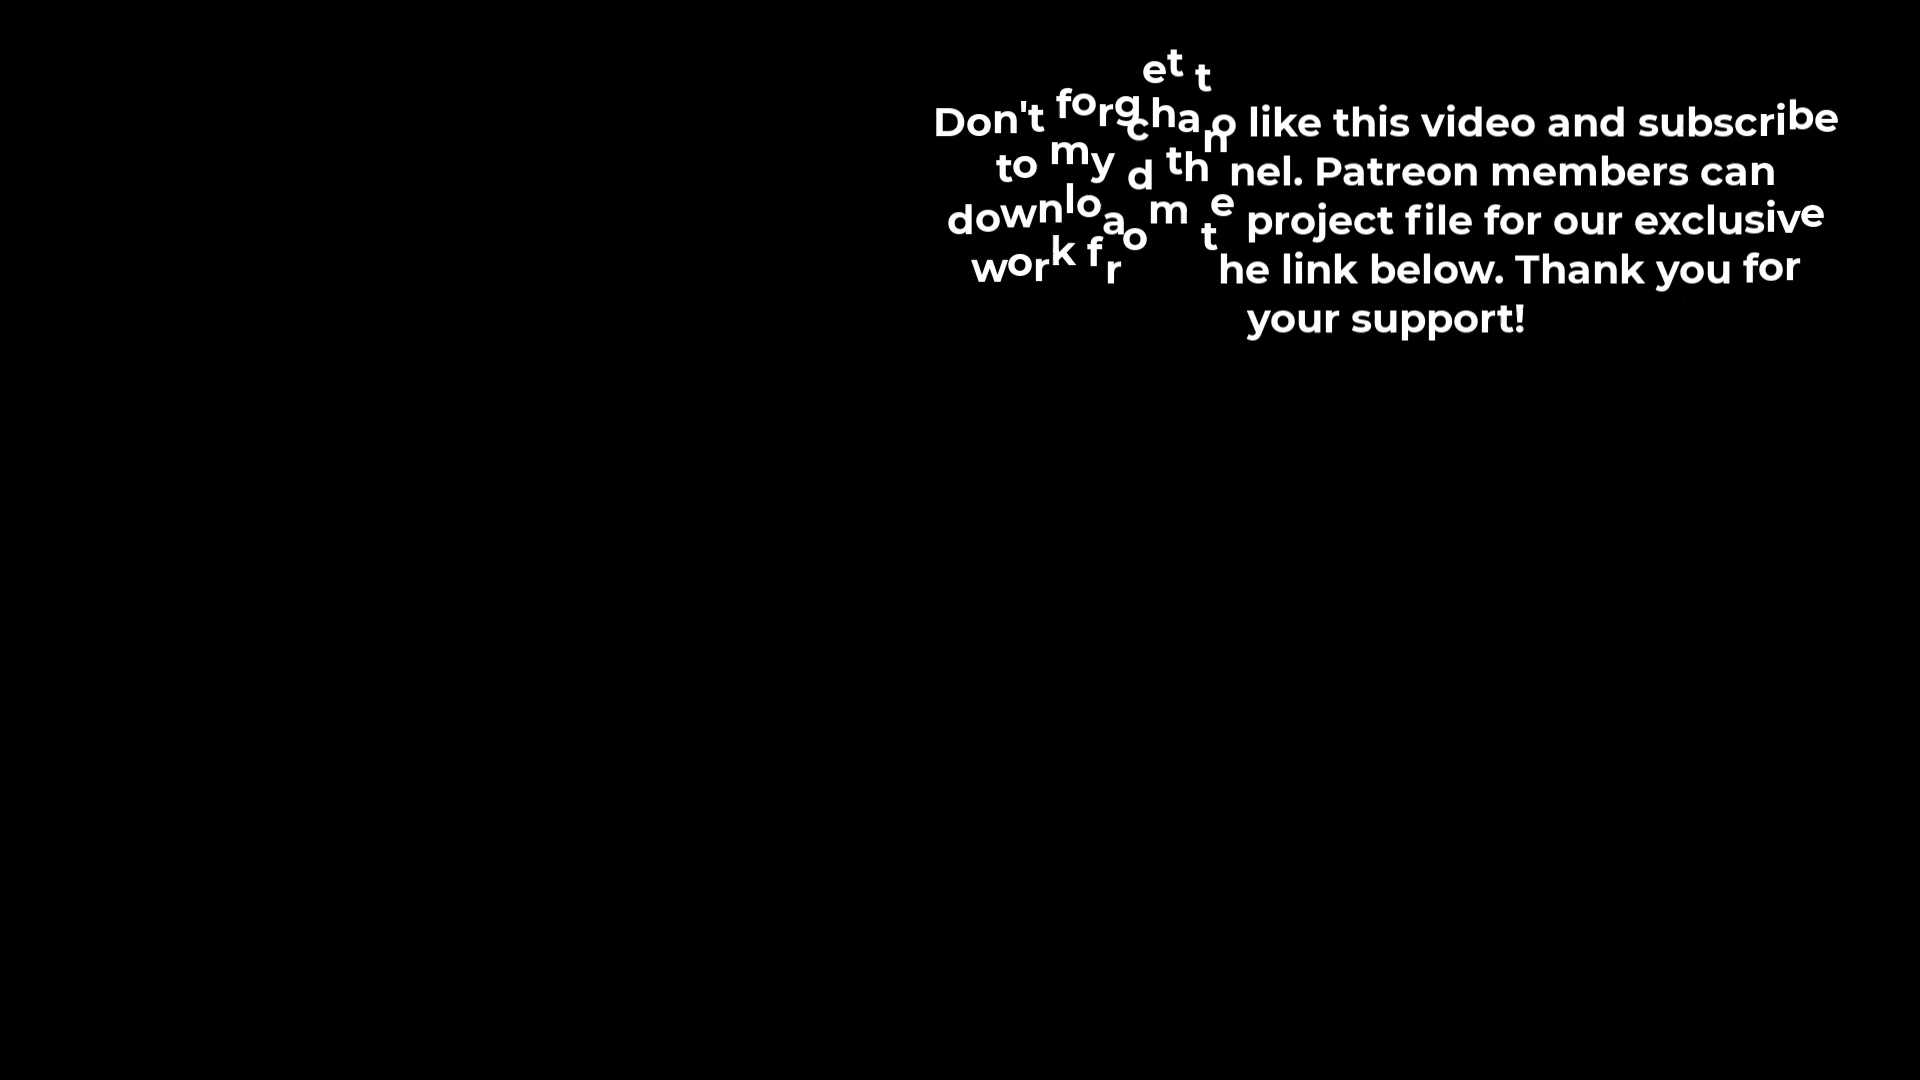 Don't forget to like this video and subscribe
to my channel. Patreon members can
download the project file for our exclusive
work from the link below. Thank you for
your support!